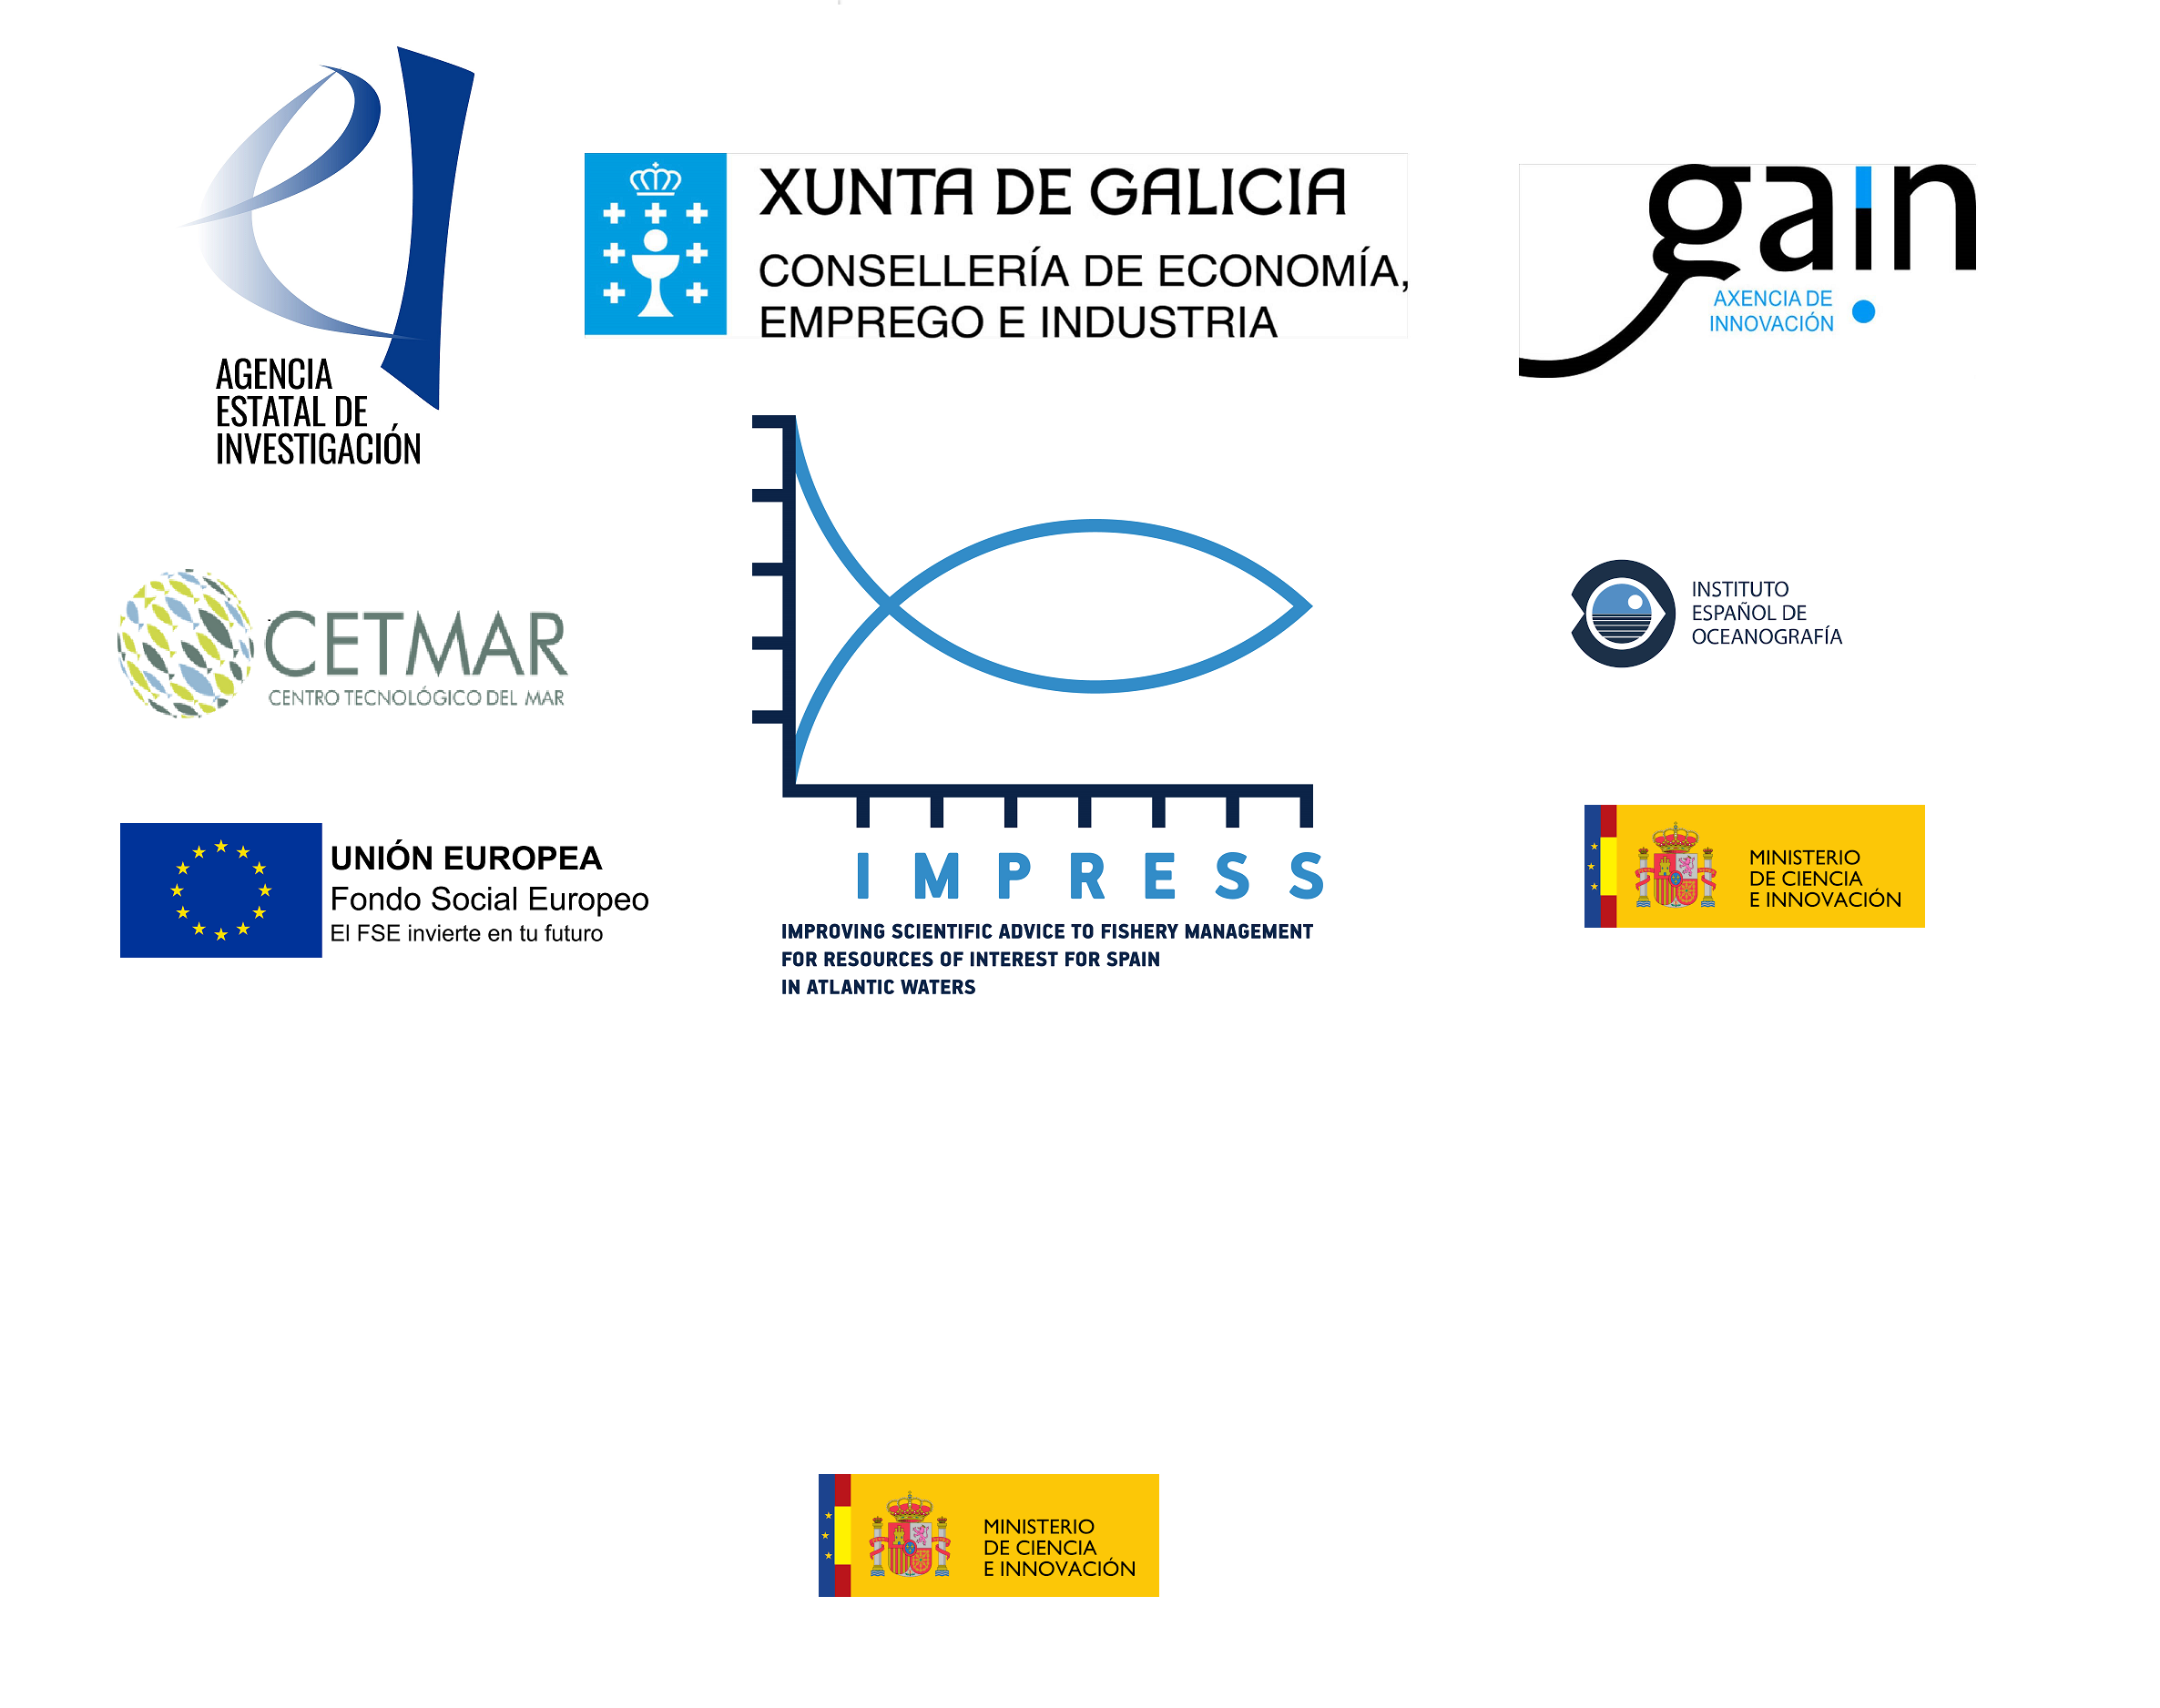 AGENCIA
ESTATAL DE
INVESTIGACIÓN
XUNTA DE GALICIA
CONSELLERÍA DE ECONOMÍA,
EMPREGO E INDUSTRIA
gain
AXENCIA DE
INNOVACIÓN
CETMAR
CENTRO TECNOLÓGICO DEL MAR
INSTITUTO
ESPAÑOL DE
OCEANOGRAFÍA
UNIÓN EUROPEA
Fondo Social Europeo
El FSE invierte en tu futuro
IMPRESS
IMPROVING SCIENTIFIC ADVICE TO FISHERY MANAGEMENT
FOR RESOURCES OF INTEREST FOR SPAIN
IN ATLANTIC WATERS
MINISTERIO
DE CIENCIA
E INNOVACIÓN
MINISTERIO
DE CIENCIA
E INNOVACIÓN